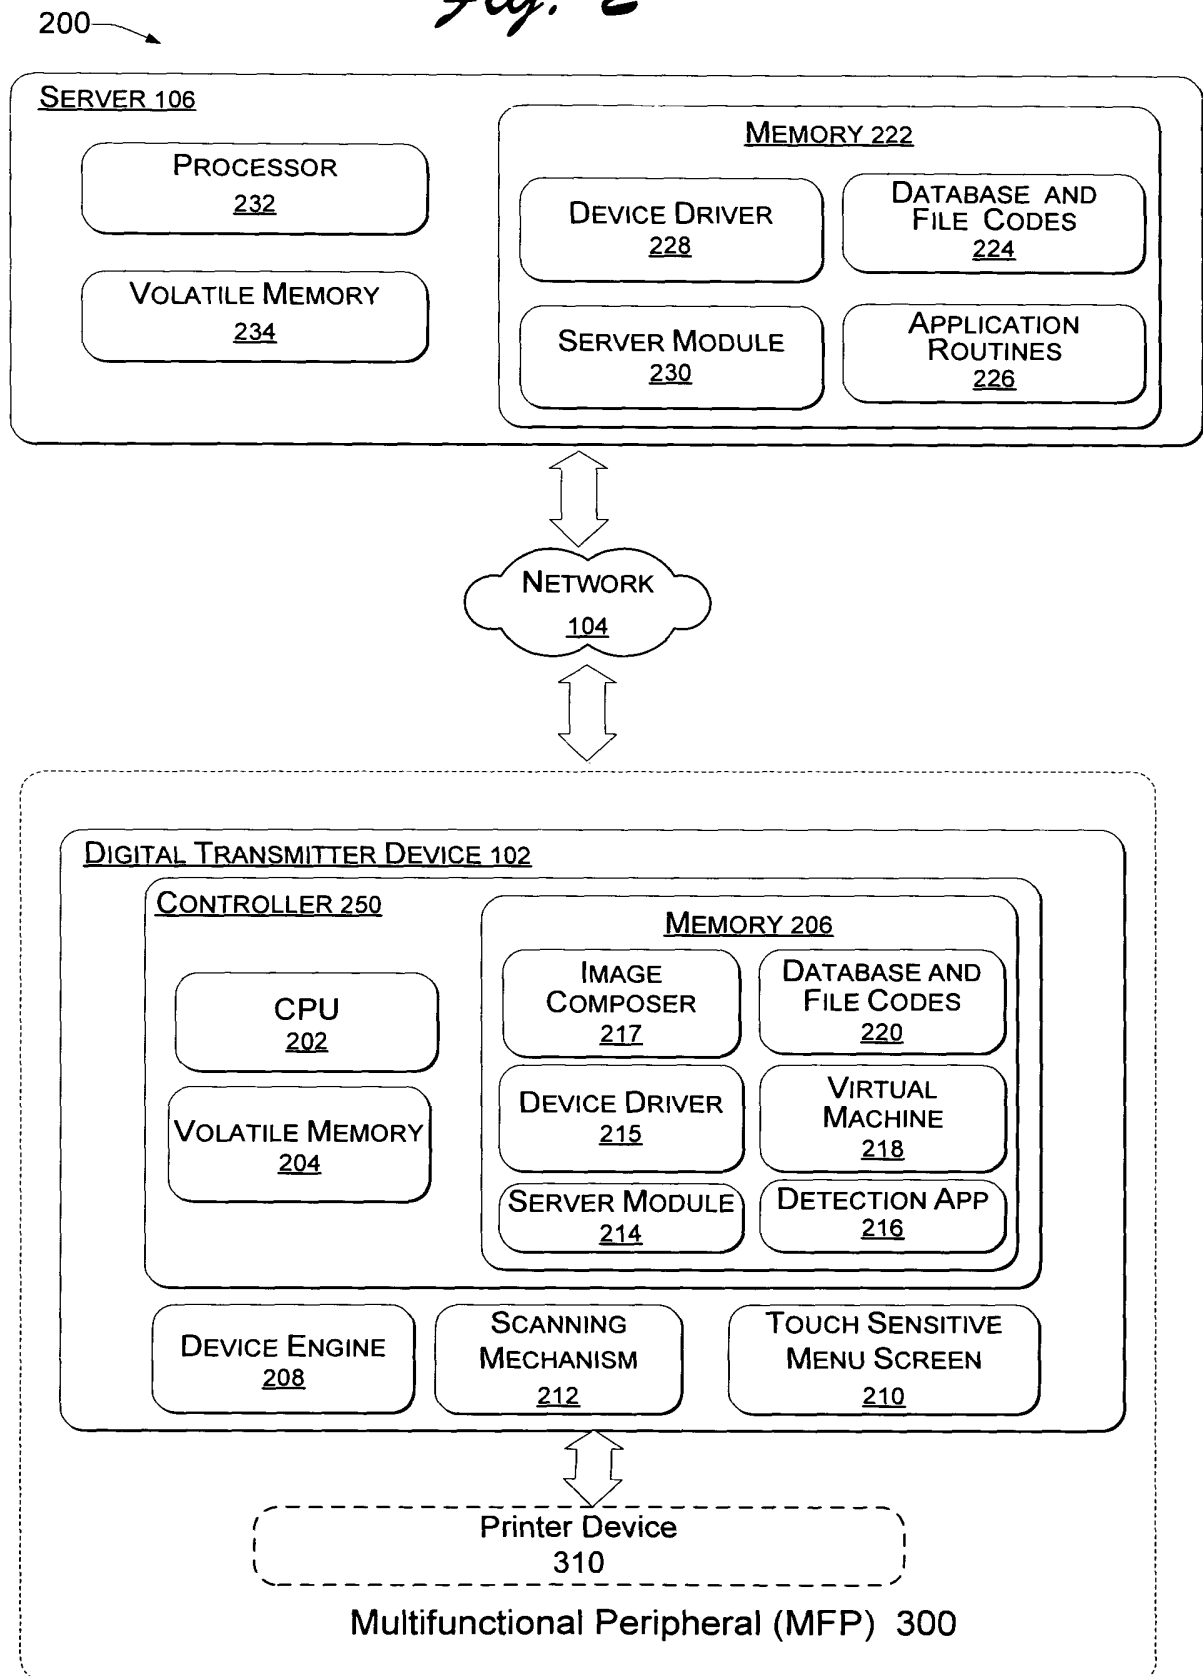 Fig. 2
200
SERVER 106
PROCESSOR
232
VOLATILE MEMORY
234
MEMORY 222
DEVICE DRIVER
228
DATABASE AND
FILE CODES
224
SERVER MODULE
230
APPLICATION
ROUTINES
226
NETWORK
104
DIGITAL TRANSMITTER DEVICE 102
CONTROLLER 250
CPU
202
VOLATILE MEMORY
204
MEMORY 206
IMAGE
COMPOSER
217
DATABASE AND
FILE CODES
220
DEVICE DRIVER
215
VIRTUAL
MACHINE
218
SERVER MODULE
214
DETECTION APP
216
DEVICE ENGINE
208
SCANNING
MECHANISM
212
TOUCH SENSITIVE
MENU SCREEN
210
Printer Device
310
Multifunctional Peripheral (MFP) 300